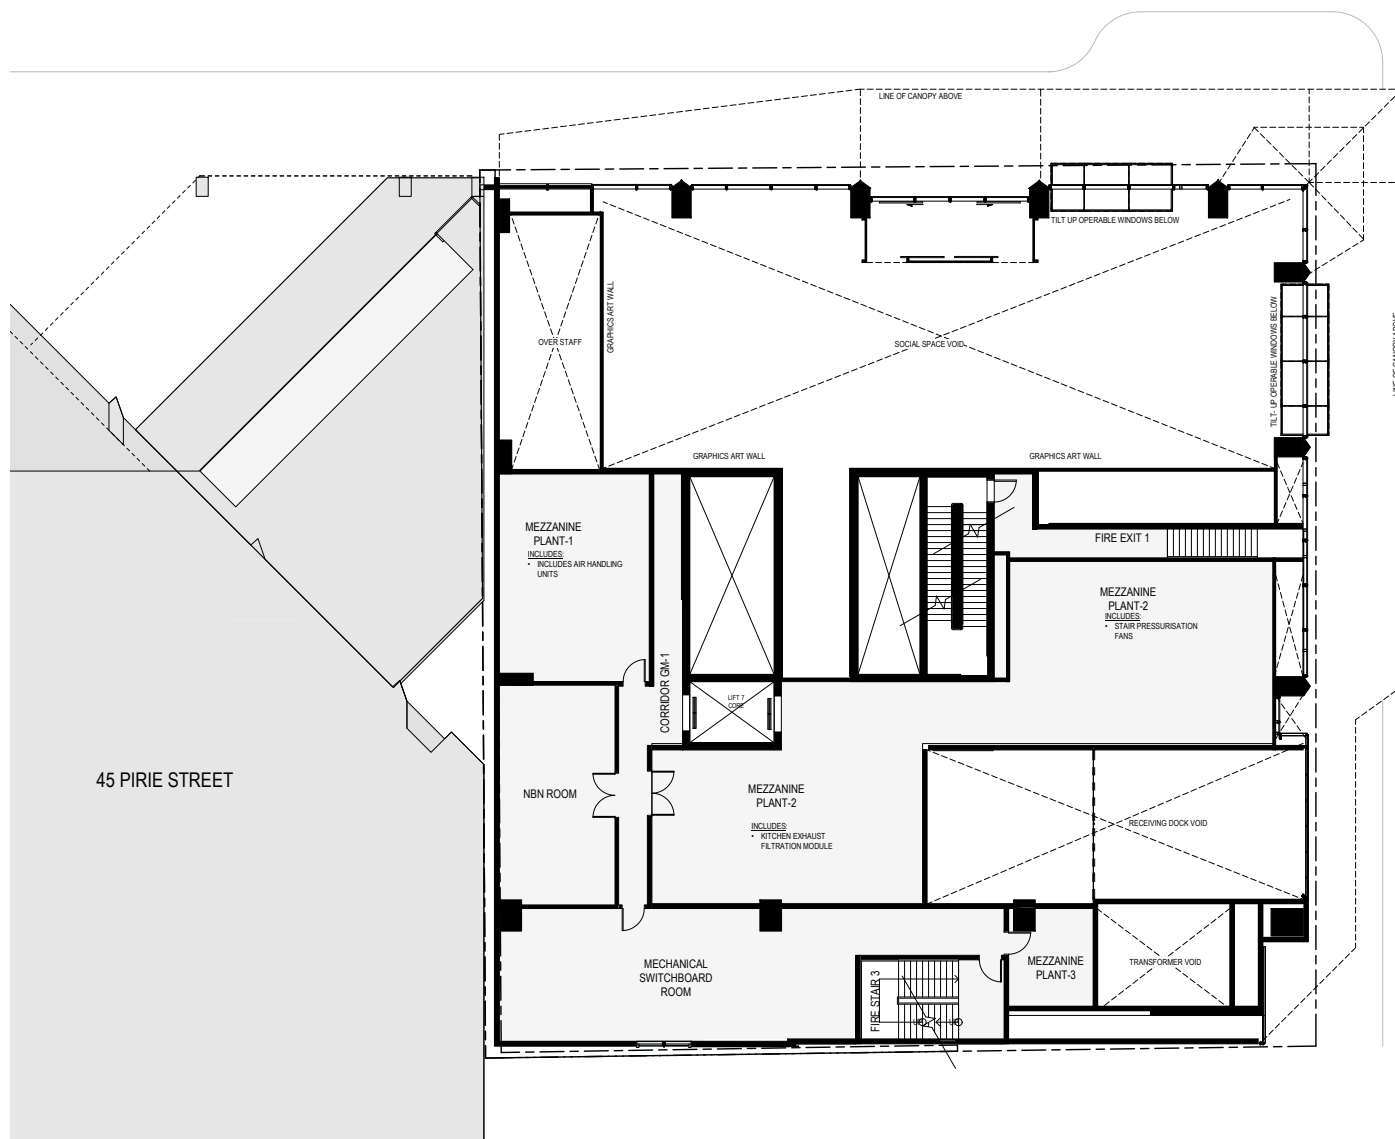 LINE OF CANOPY ABOVE
TILT UP OPERABLE WINDOWS BELOW
GRAPHICS ART WALL
OVER STAFF
SOCIAL SPACE VOID
TILT- UP OPERABLE WINDOWS BELOW
GRAPHICS ART WALL
GRAPHICS ART WALL
MEZZANINE
PLANT-1
INCLUDES:
• INCLUDES AIR HANDLING
UNITS
FIRE EXIT 1
MEZZANINE
PLANT-2
INCLUDES:
• STAIR PRESSURISATION
FANS
CORRIDOR GM-1
LIFT 7
CORE
45 PIRIE STREET
NBN ROOM
MEZZANINE
PLANT-2
INCLUDES:
• KITCHEN EXHAUST
FILTRATION MODULE
RECEIVING DOCK VOID
MECHANICAL
SWITCHBOARD
ROOM
FIRE STAIR 3
MEZZANINE
PLANT-3
TRANSFORMER VOID